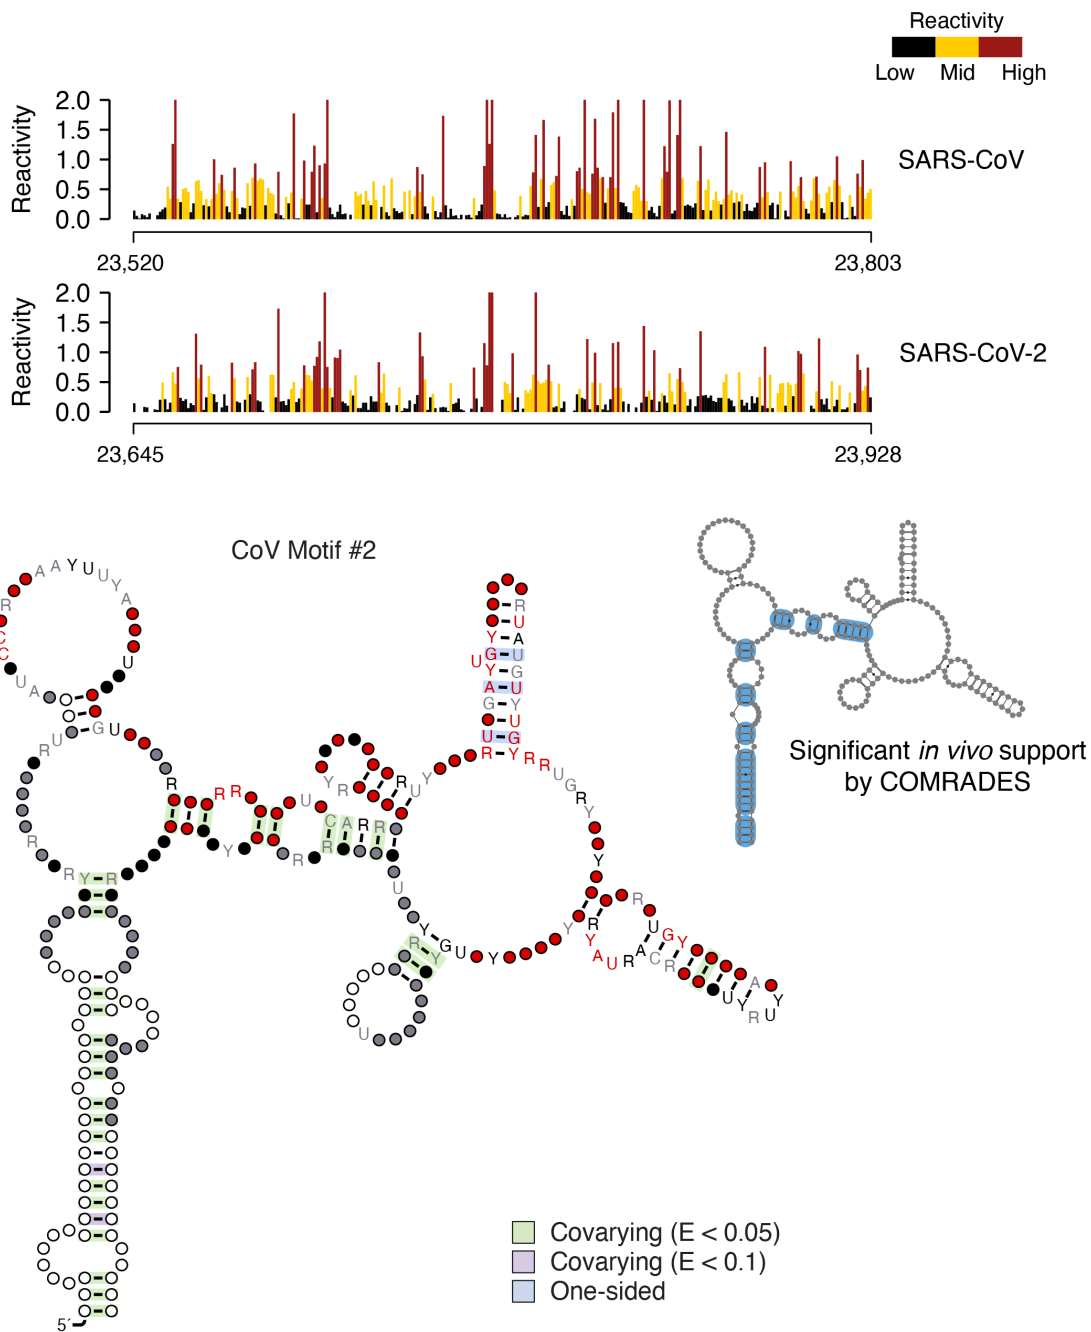 Reactivity
Low Mid High
Reactivity
2.0
1.5
1.0
0.5
0.0
SARS-CoV
23,520 23,803
Reactivity
2.0
1.5
1.0
0.5
0.0
SARS-CoV-2
23,645 23,928
CoV Motif #2
R A A Y U U Y A
C C U A U
U R G U
R R Y R
R R R U
Y R R U Y
C A R R
Y R R
Y U G Y A G U R
R U A U G U Y U G Y
R R U G R Y Y
U Y G U Y Y
R Y U
R Y A U R A C R
R U G Y A Y U R Y U
Significant in vivo support
by COMRADES
Covarying (E < 0.05)
Covarying (E < 0.1)
One-sided
5´